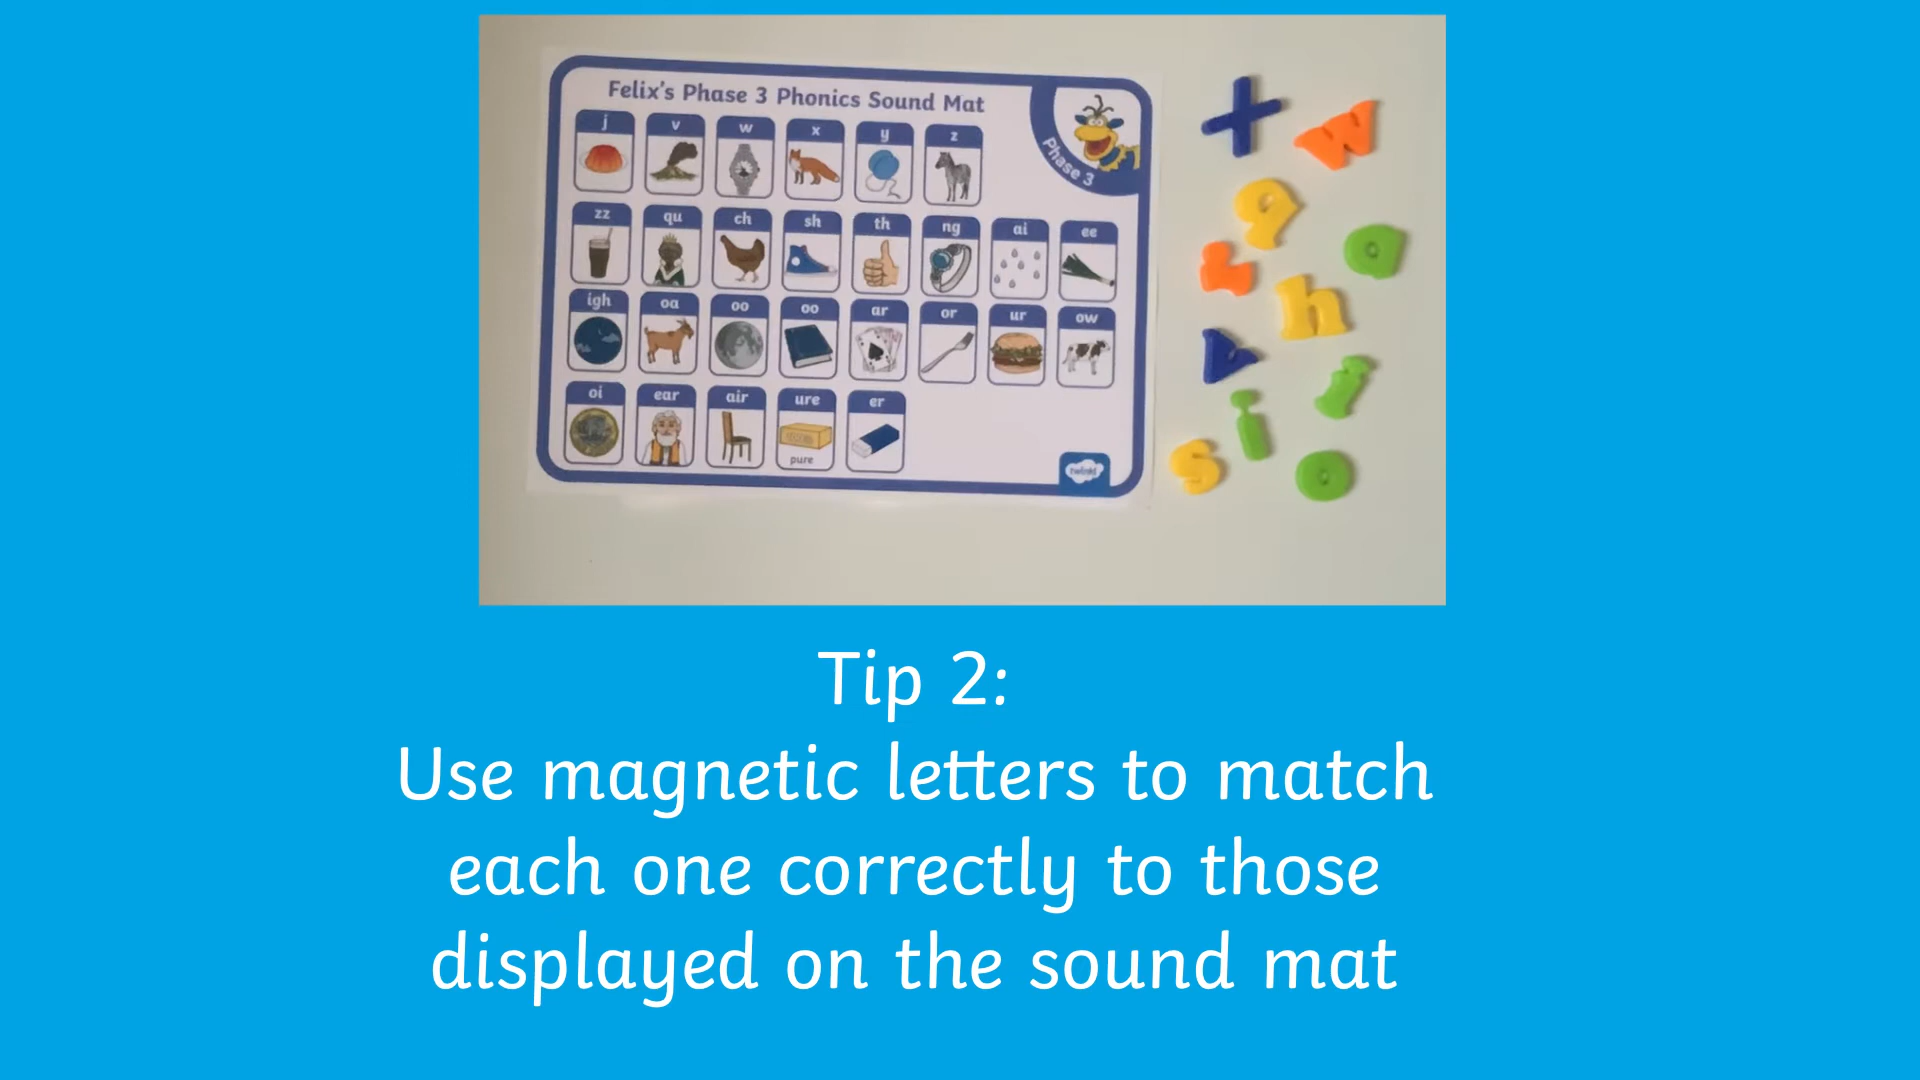 Felix's Phase 3 Phonics Sound Mat
Phase 3
j v w x y z
zz qu ch sh th ng ai ee
igh oa oo oo ar or ur ow
oi ear air ure er
pure
twinkl
x w
q
a
r
h
v
j
i
s o
Tip 2:
Use magnetic letters to match
each one correctly to those
displayed on the sound mat